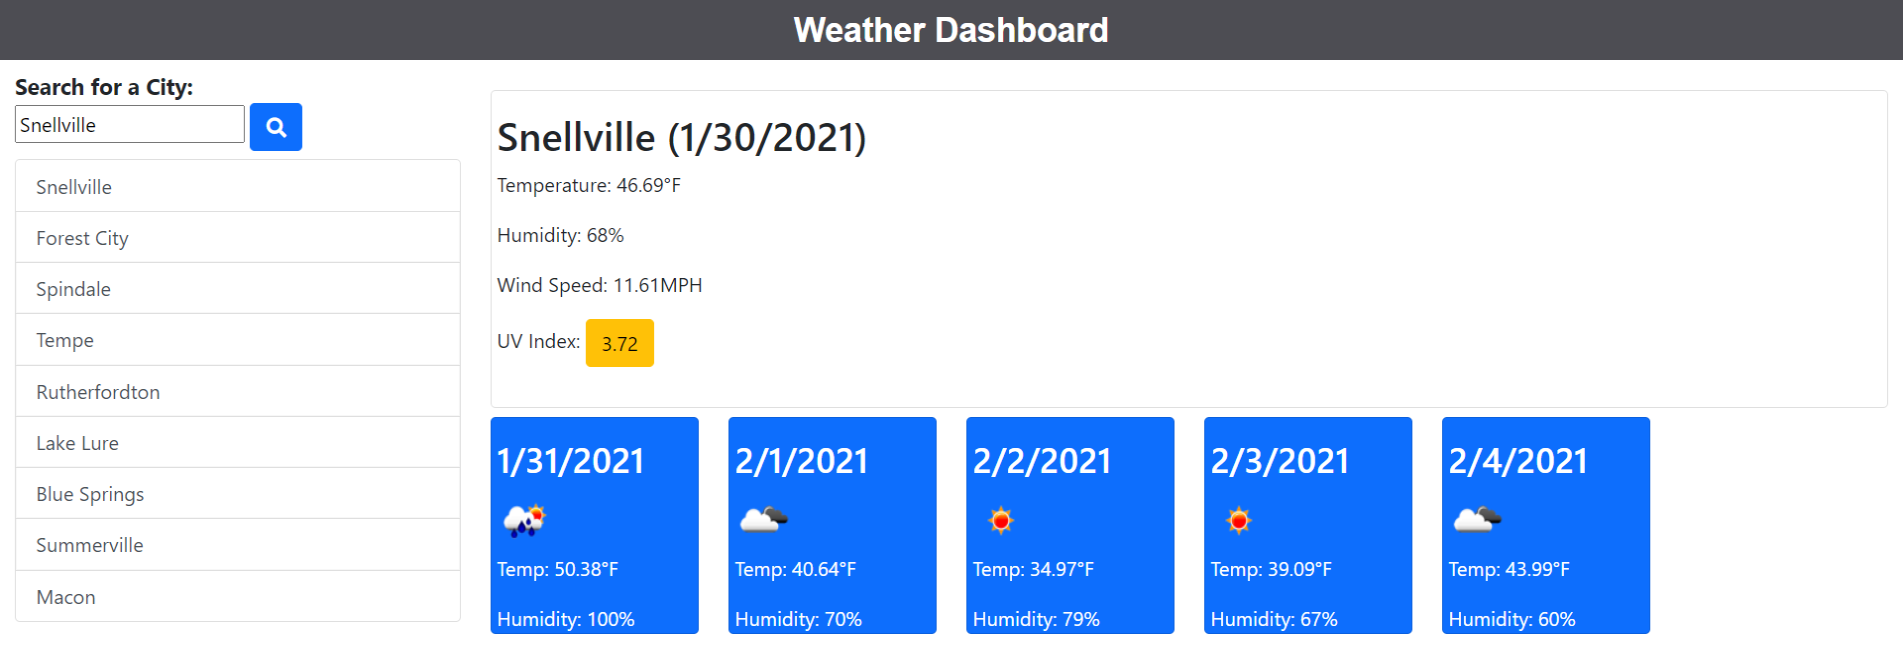 Weather Dashboard
Search for a City:
Snellville
Snellville
Forest City
Spindale
Tempe
Rutherfordton
Lake Lure
Blue Springs
Summerville
Macon
Snellville (1/30/2021)
Temperature: 46.69°F
Humidity: 68%
Wind Speed: 11.61MPH
UV Index: 3.72
1/31/2021
Temp: 50.38°F
Humidity: 100%
2/1/2021
Temp: 40.64°F
Humidity: 70%
2/2/2021
Temp: 34.97°F
Humidity: 79%
2/3/2021
Temp: 39.09°F
Humidity: 67%
2/4/2021
Temp: 43.99°F
Humidity: 60%